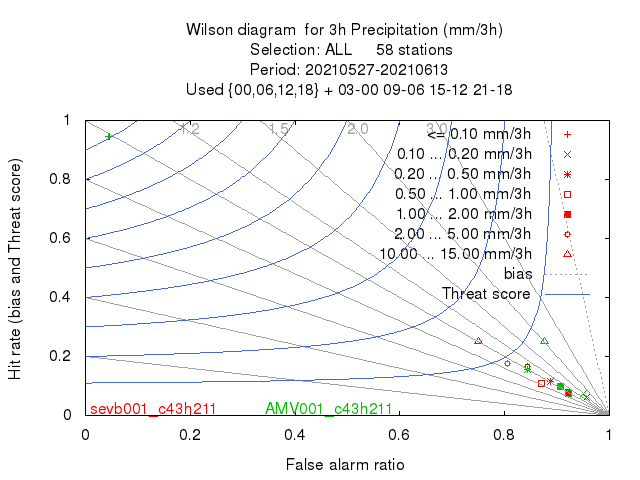 Wilson diagram  for 3h Precipitation (mm/3h)
Selection: ALL     58 stations
Period: 20210527-20210613
Used {00,06,12,18} + 03-00 09-06 15-12 21-18
1.2 1.5 2.0 3.0
<= 0.10 mm/3h
0.10 ... 0.20 mm/3h
0.20 ... 0.50 mm/3h
0.50 ... 1.00 mm/3h
1.00 ... 2.00 mm/3h
2.00 ... 5.00 mm/3h
10.00 ... 15.00 mm/3h
bias
Threat score
1
0.8
0.6
0.4
0.2
0
Hit rate (bias and Threat score)
sevb001_c43h211 AMV001_c43h211
0 0.2 0.4 0.6 0.8 1
False alarm ratio